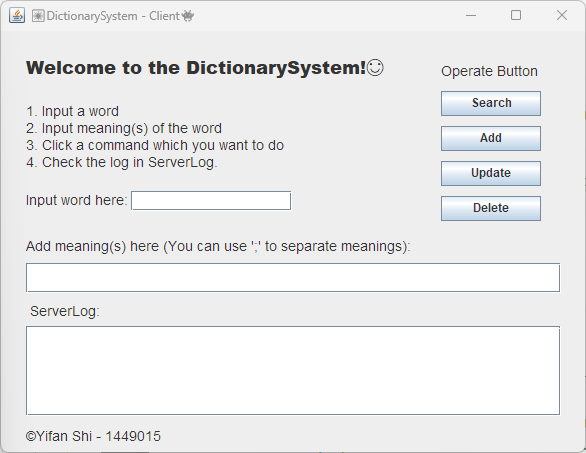 DictionarySystem - Client
Welcome to the DictionarySystem!
Operate Button
1. Input a word
2. Input meaning(s) of the word
3. Click a command which you want to do
4. Check the log in ServerLog.
Search
Add
Update
Delete
Input word here:
Add meaning(s) here (You can use ';' to separate meanings):
ServerLog:
©Yifan Shi - 1449015